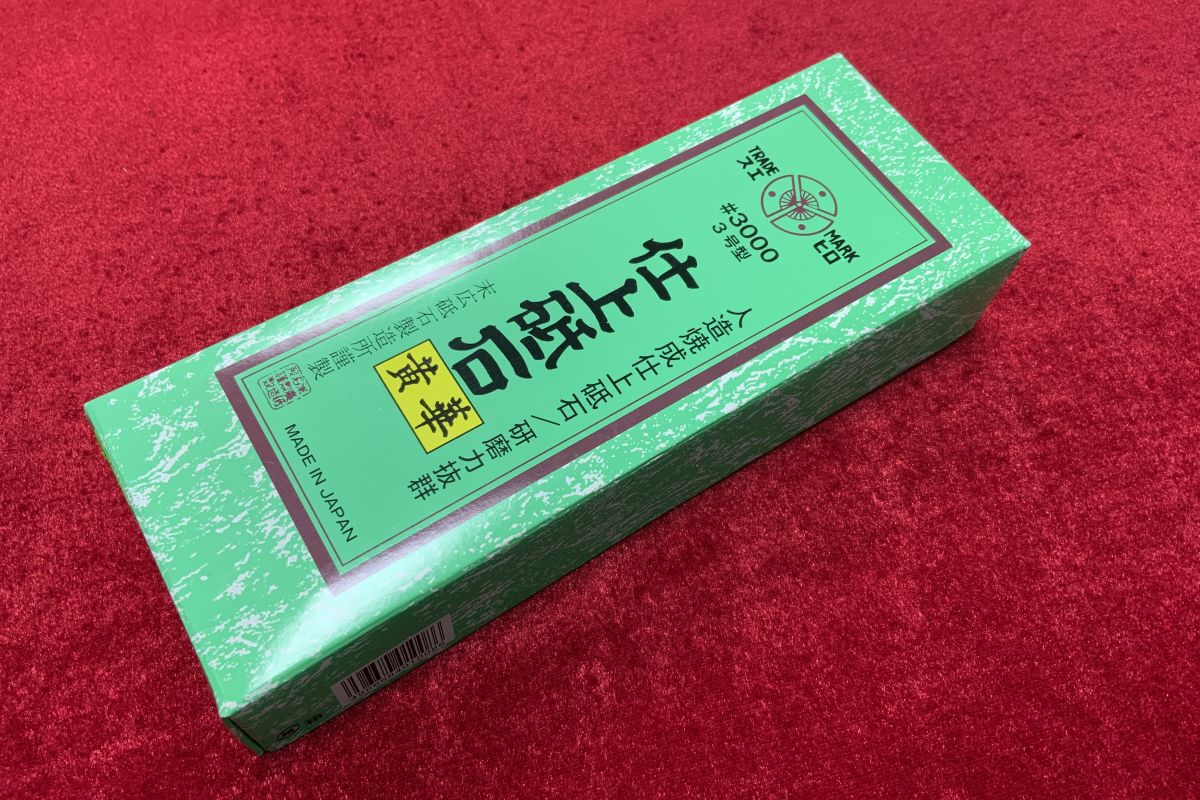 TRADE MARK
スエ ヒロ
#3000
3号型
人造焼成仕上砥石/研磨力抜群
仕上砥石
黄華
末広砥石製造所謹製
MADE IN JAPAN